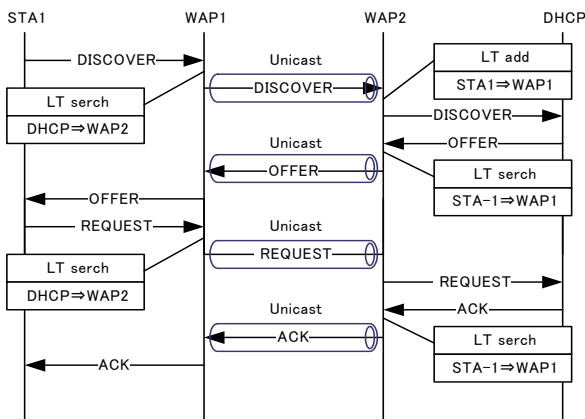 STA1 WAP1 WAP2 DHCP
DISCOVER
Unicast
LT add
STA1⇒WAP1
DISCOVER
LT serch
DHCP⇒WAP2
DISCOVER
Unicast
OFFER
OFFER
LT serch
STA-1⇒WAP1
OFFER
REQUEST
Unicast
REQUEST
LT serch
DHCP⇒WAP2
REQUEST
Unicast
ACK
ACK
LT serch
STA-1⇒WAP1
ACK